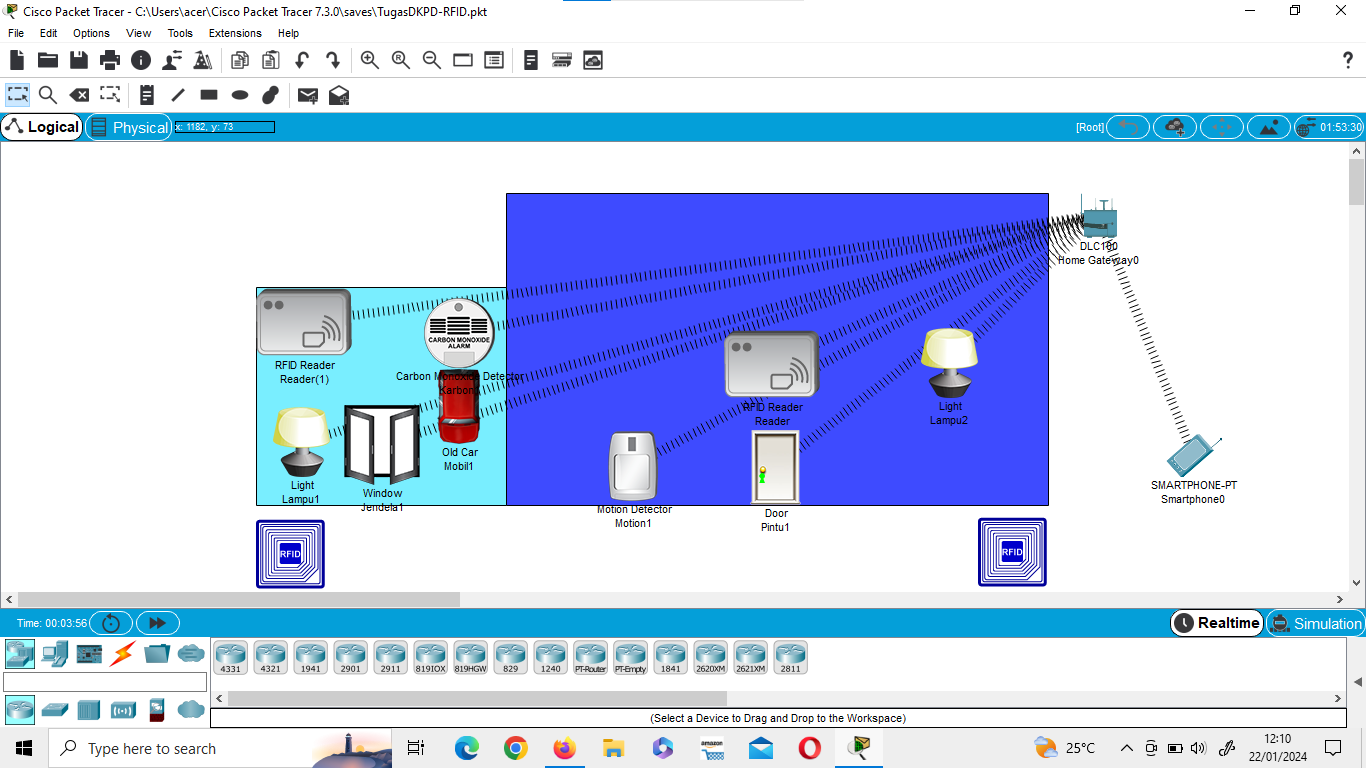 Cisco Packet Tracer - C:\Users\acer\Cisco Packet Tracer 7.3.0\saves\TugasDKPD-RFID.pkt
File Edit Options View Tools Extensions Help
Logical Physical x: 1182, y: 73 [Root] 01:53:30
DLC100
Home Gateway0
CARBON MONOXIDE
ALARM
RFID Reader
Reader(1)
Carbon Monoxide Detector
Karbon
RFID Reader
Reader
Light
Lampu2
Old Car
Mobil1
Light
Lampu1
Window
Jendela1
Motion Detector
Motion1
Door
Pintu1
SMARTPHONE-PT
Smartphone0
RFID
RFID
Time: 00:03:56 Realtime Simulation
4331 4321 1941 2901 2911 819IOX 819HGW 829 1240 PT-Router PT-Empty 1841 2620XM 2621XM 2811
(Select a Device to Drag and Drop to the Workspace)
Type here to search amazon 25°C 12:10
22/01/2024